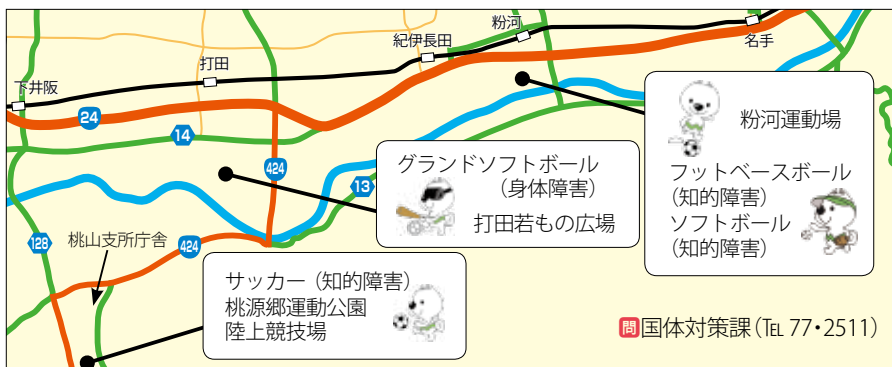 粉河
名手
紀伊長田
打田
下井阪
24
14
424
13
128
桃山支所庁舎
424
粉河運動場
フットベースボール
(知的障害)
ソフトボール
(知的障害)
グランドソフトボール
(身体障害)
打田若もの広場
サッカー(知的障害)
桃源郷運動公園
陸上競技場
問国体対策課(TEL 77・2511)